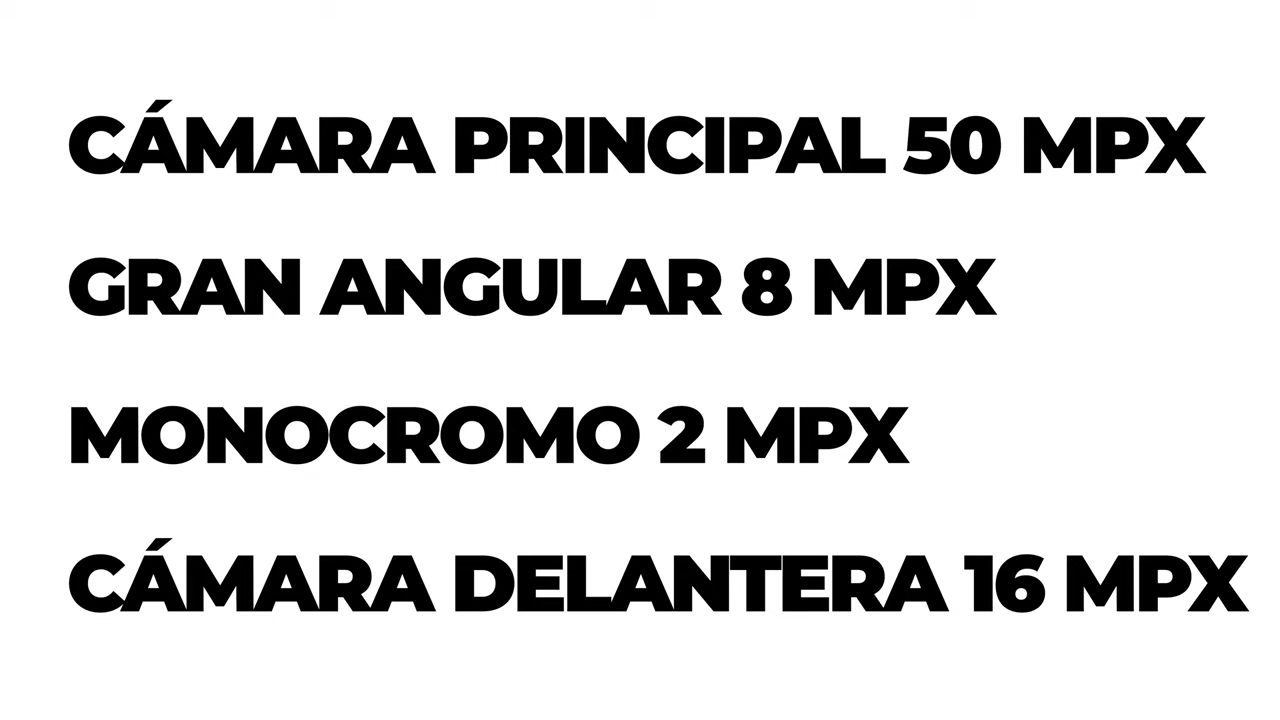 CÁMARA PRINCIPAL 50 MPX
GRAN ANGULAR 8 MPX
MONOCROMO 2 MPX
CÁMARA DELANTERA 16 MPX